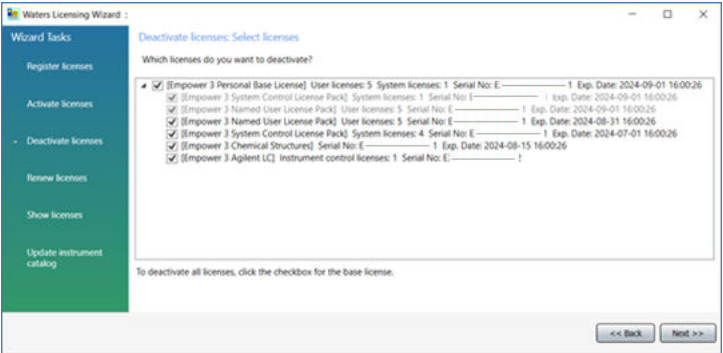 Waters Licensing Wizard :
Wizard Tasks
Register licenses
Activate licenses
Deactivate licenses
Renew licenses
Show licenses
Update instrument
catalog
Deactivate licenses: Select licenses
Which licenses do you want to deactivate?
[Empower 3 Personal Base License] User licenses: 5 System licenses: 1 Serial No: E 1 Exp. Date: 2024-09-01 16:00:26
[Empower 3 System Control License Pack] System licenses: 1 Serial No: E Exp. Date: 2024-09-01 16:00:26
[Empower 3 Named User License Pack] User licenses: 5 Serial No: E 1 Exp. Date: 2024-09-01 16:00:26
[Empower 3 Named User License Pack] User licenses: 5 Serial No: E 1 Exp. Date: 2024-08-31 16:00:26
[Empower 3 System Control License Pack] System licenses: 4 Serial No: E 1 Exp. Date: 2024-07-01 16:00:26
[Empower 3 Chemical Structures] Serial No: E 1 Exp. Date: 2024-08-15 16:00:26
[Empower 3 Agilent LC] Instrument control licenses: 1 Serial No: E
To deactivate all licenses, click the checkbox for the base license.
<< Back
Next >>